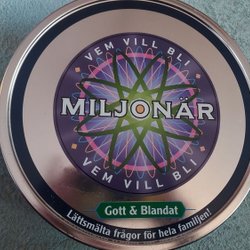 VEM VILL BLI
MILJONÄR
VEM VILL BLI
Gott & Blandat
Lättsmälta frågor för hela familjen!